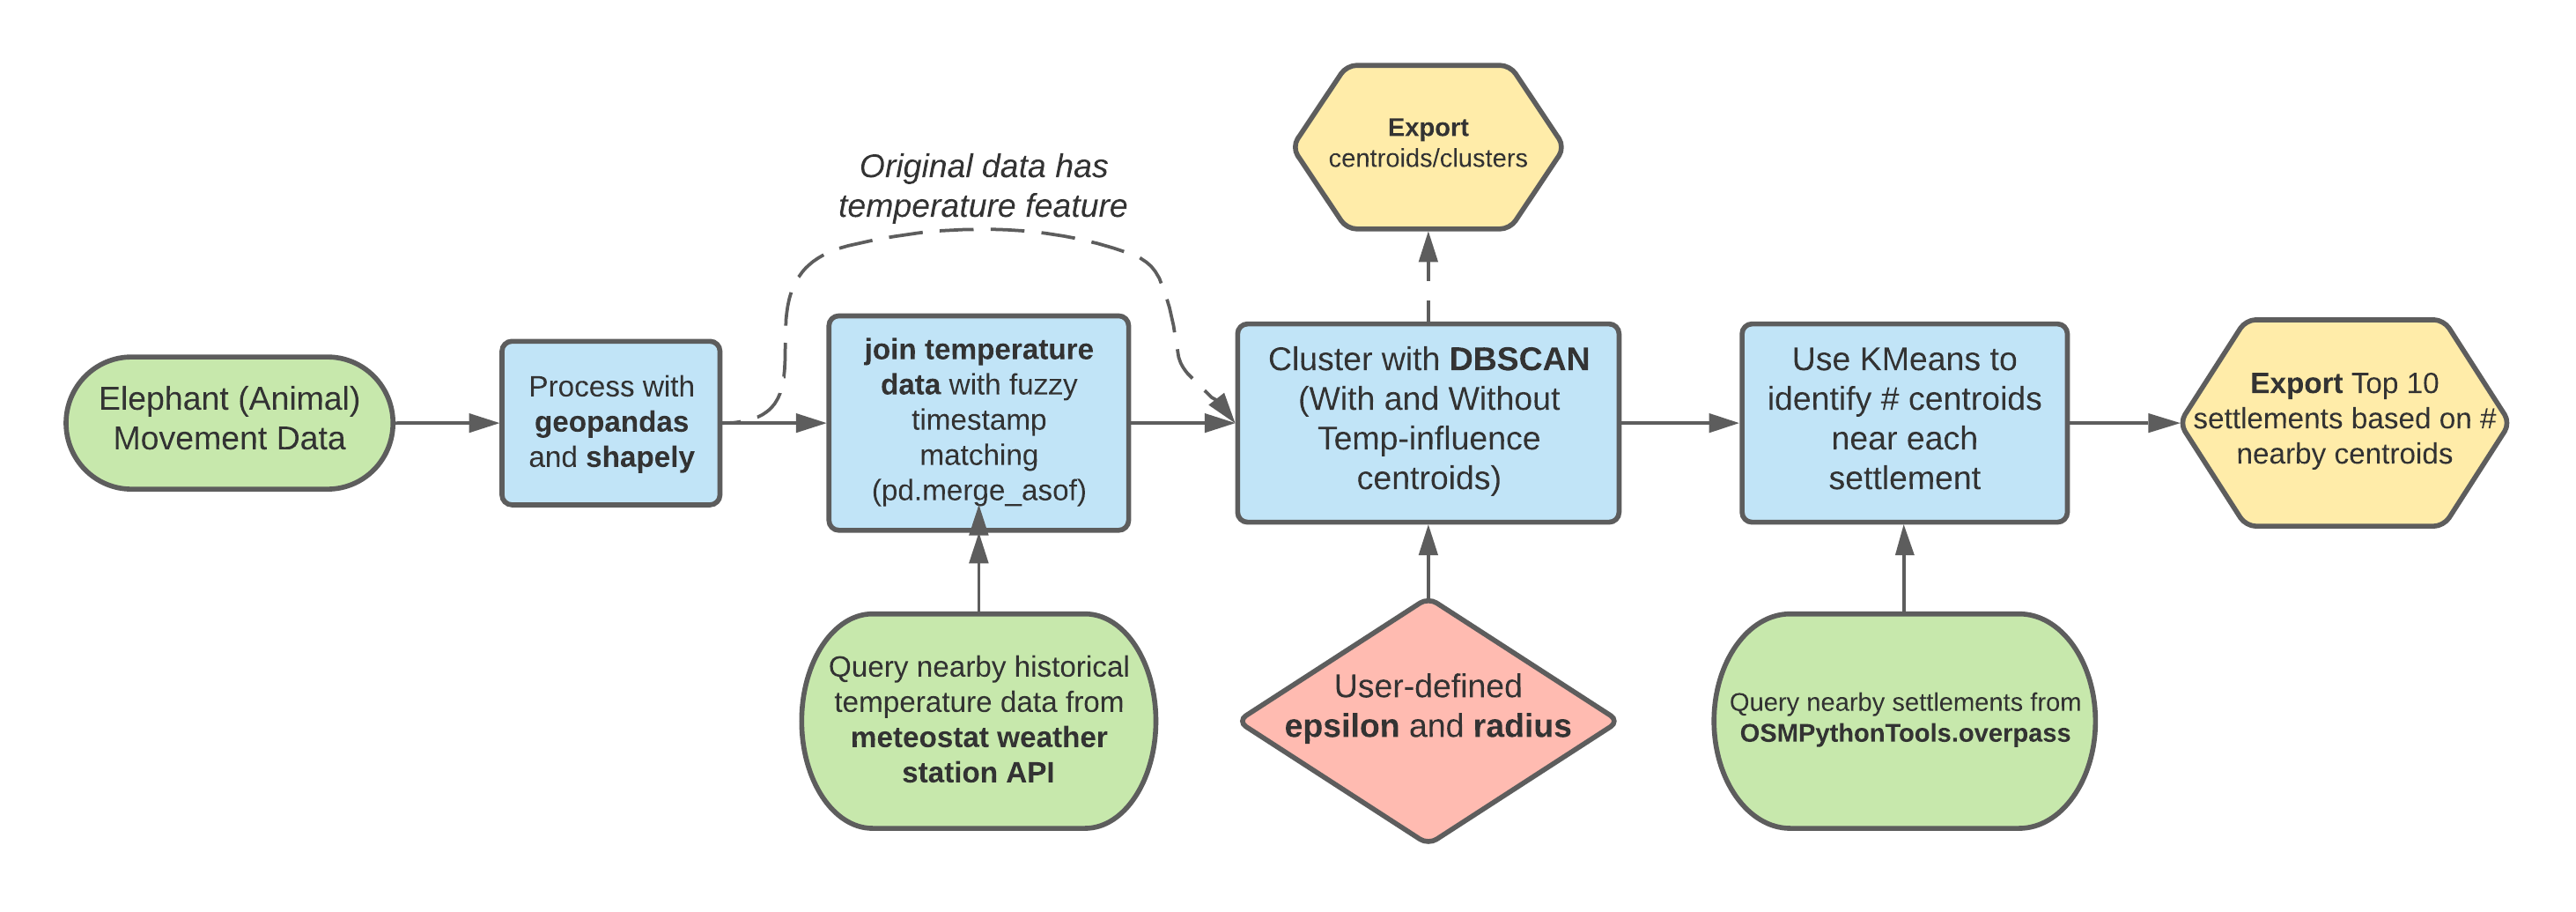 Export
centroids/clusters
Original data has
temperature feature
Elephant (Animal)
Movement Data
Process with
geopandas
and shapely
join temperature
data with fuzzy
timestamp
matching
(pd.merge_asof)
Cluster with DBSCAN
(With and Without
Temp-influence
centroids)
Use KMeans to
identify # centroids
near each
settlement
Export Top 10
settlements based on #
nearby centroids
Query nearby historical
temperature data from
meteostat weather
station API
User-defined
epsilon and radius
Query nearby settlements from
OSMPythonTools.overpass